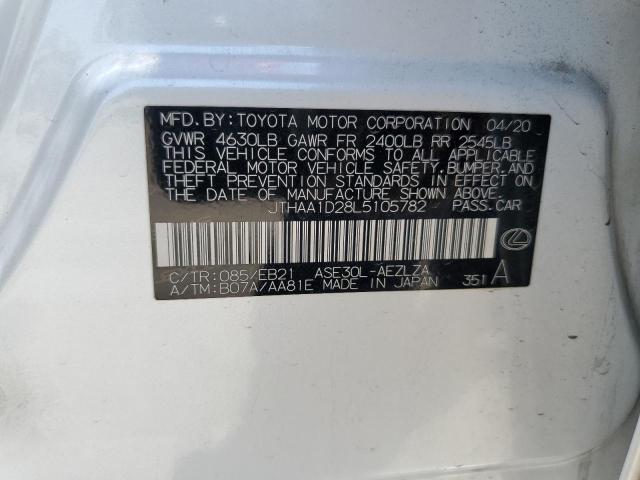 MFD.BY:TOYOTA MOTOR CORPORATION 04/20
GVWR 4630LB GAWR FR 2400LB RR 2545LB
THIS VEHICLE CONFORMS TO ALL APPLICABLE
FEDERAL MOTOR VEHICLE SAFETY,BUMPER,AND
THEFT PREVENTION STANDARDS IN EFFECT ON
THE DATE OF MANUFACTURE SHOWN ABOVE.
JTHAA1D28L5105782 PASS.CAR
C/TR:085/EB21 ASE30L-AEZLZA
A/TM:B07A/AA81E MADE IN JAPAN 351 A